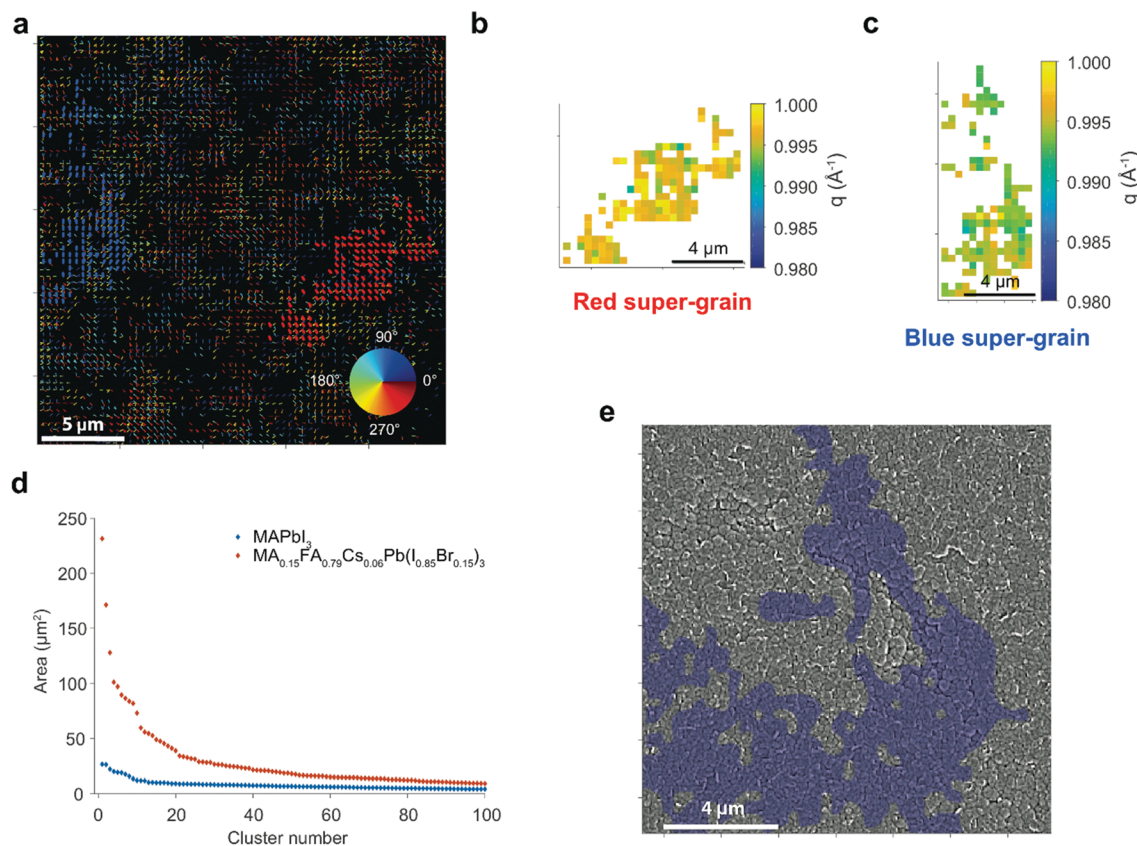 a
90°
180°
0°
270°
5 µm
b
1.000
0.995
0.990
0.985
0.980
q (Å⁻¹)
4 µm
Red super-grain
c
1.000
0.995
0.990
0.985
0.980
q (Å⁻¹)
4 µm
Blue super-grain
d
250
200
150
100
50
0
Area (µm²)
0
20
40
60
80
100
Cluster number
MAPbI₃
MA₀.₁₅FA₀.₇₉Cs₀.₀₆Pb(I₀.₈₅Br₀.₁₅)₃
e
4 µm